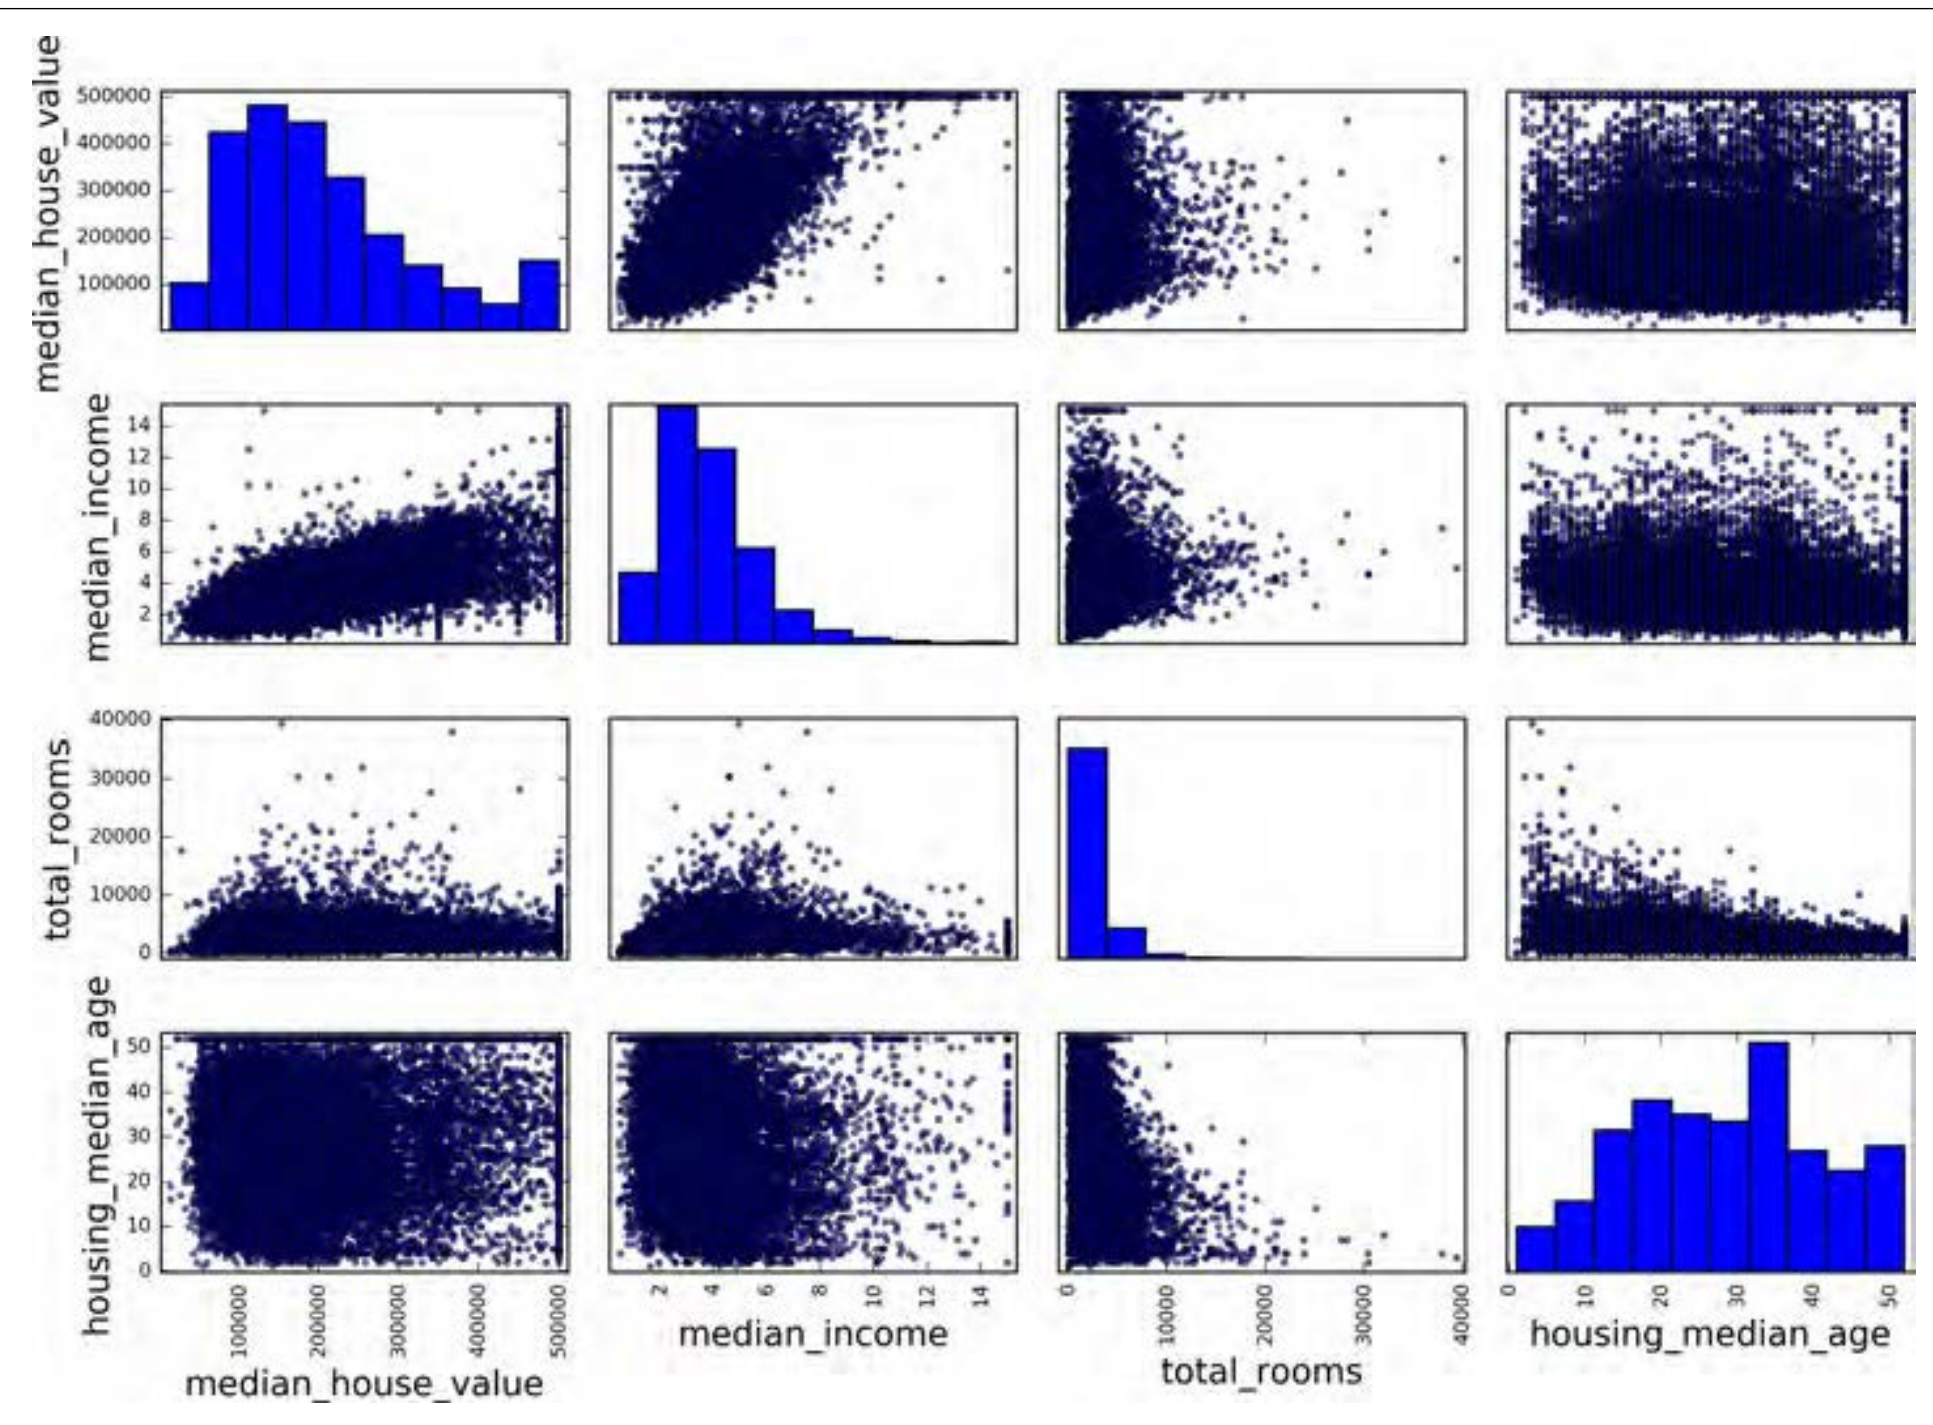 median_house_value
500000
400000
300000
200000
100000
median_income
14
12
10
8
6
4
2
total_rooms
40000
30000
20000
10000
0
housing_median_age
50
40
30
20
10
0
100000 200000 300000 400000 500000
median_house_value
2 4 6 8 10 12 14
median_income
0 10000 20000 30000 40000
total_rooms
0 10 20 30 40 50
housing_median_age